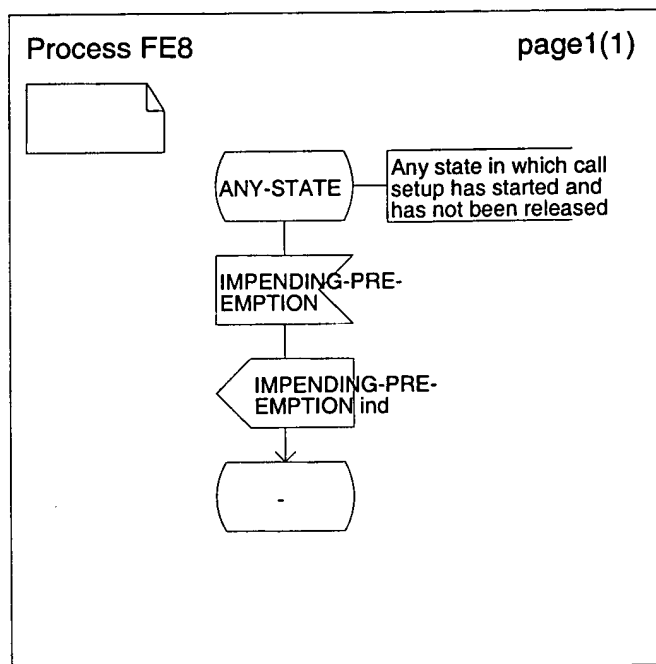 Process FE8
page1(1)
ANY-STATE
Any state in which call
setup has started and
has not been released
IMPENDING-PRE-
EMPTION
IMPENDING-PRE-
EMPTION ind
-